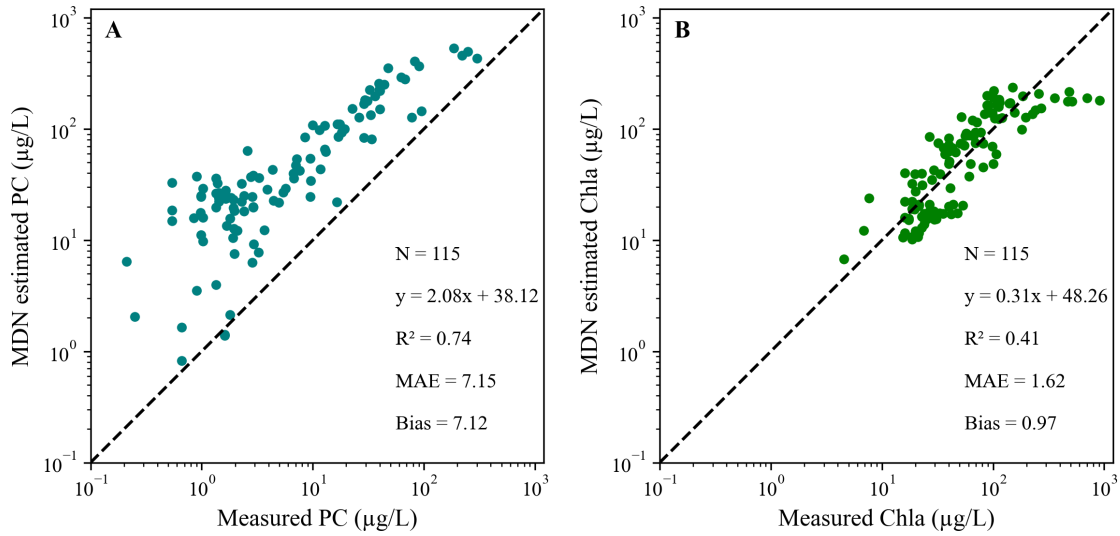 A
MDN estimated PC (µg/L)
10³
10²
10¹
10⁰
10⁻¹
N = 115
y = 2.08x + 38.12
R² = 0.74
MAE = 7.15
Bias = 7.12
10⁻¹ 10⁰ 10¹ 10² 10³
Measured PC (µg/L)
B
MDN estimated Chla (µg/L)
10³
10²
10¹
10⁰
10⁻¹
N = 115
y = 0.31x + 48.26
R² = 0.41
MAE = 1.62
Bias = 0.97
10⁻¹ 10⁰ 10¹ 10² 10³
Measured Chla (µg/L)